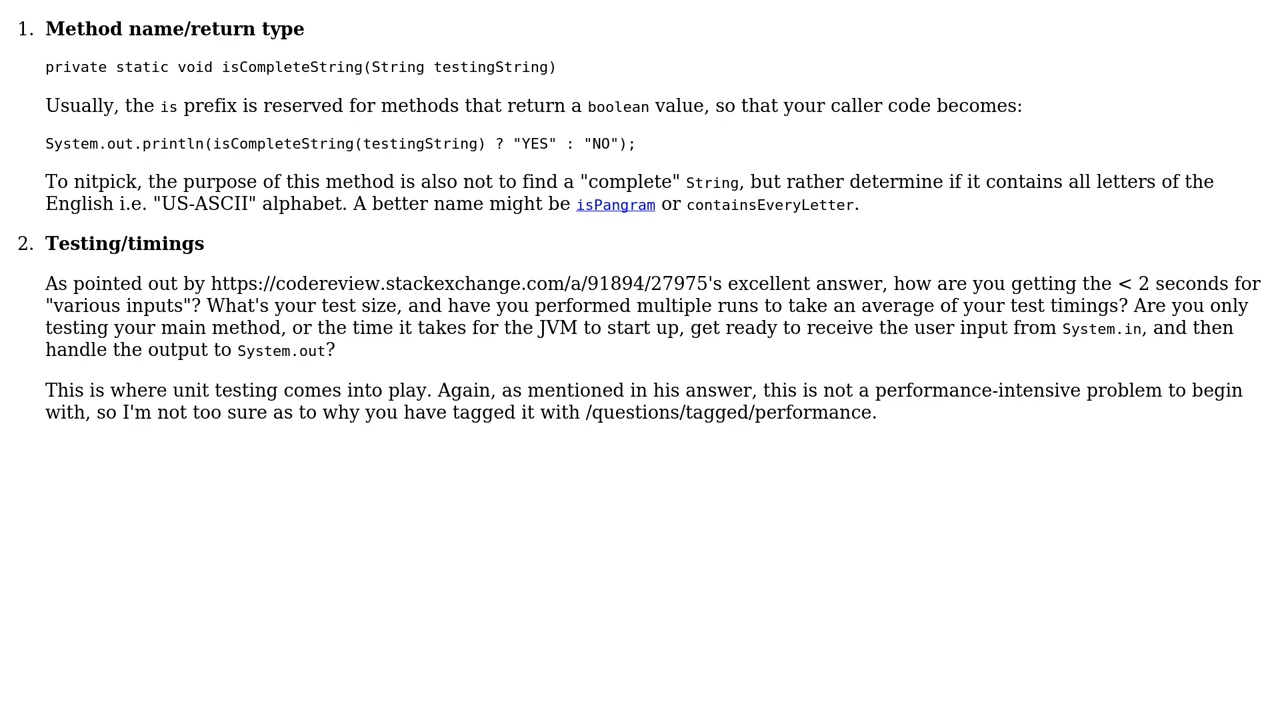 1. Method name/return type
private static void isCompleteString(String testingString)
Usually, the is prefix is reserved for methods that return a boolean value, so that your caller code becomes:
System.out.println(isCompleteString(testingString) ? "YES" : "NO");
To nitpick, the purpose of this method is also not to find a "complete" String, but rather determine if it contains all letters of the
English i.e. "US-ASCII" alphabet. A better name might be isPangram or containsEveryLetter.
2. Testing/timings
As pointed out by https://codereview.stackexchange.com/a/91894/27975's excellent answer, how are you getting the < 2 seconds for
"various inputs"? What's your test size, and have you performed multiple runs to take an average of your test timings? Are you only
testing your main method, or the time it takes for the JVM to start up, get ready to receive the user input from System.in, and then
handle the output to System.out?
This is where unit testing comes into play. Again, as mentioned in his answer, this is not a performance-intensive problem to begin
with, so I'm not too sure as to why you have tagged it with /questions/tagged/performance.